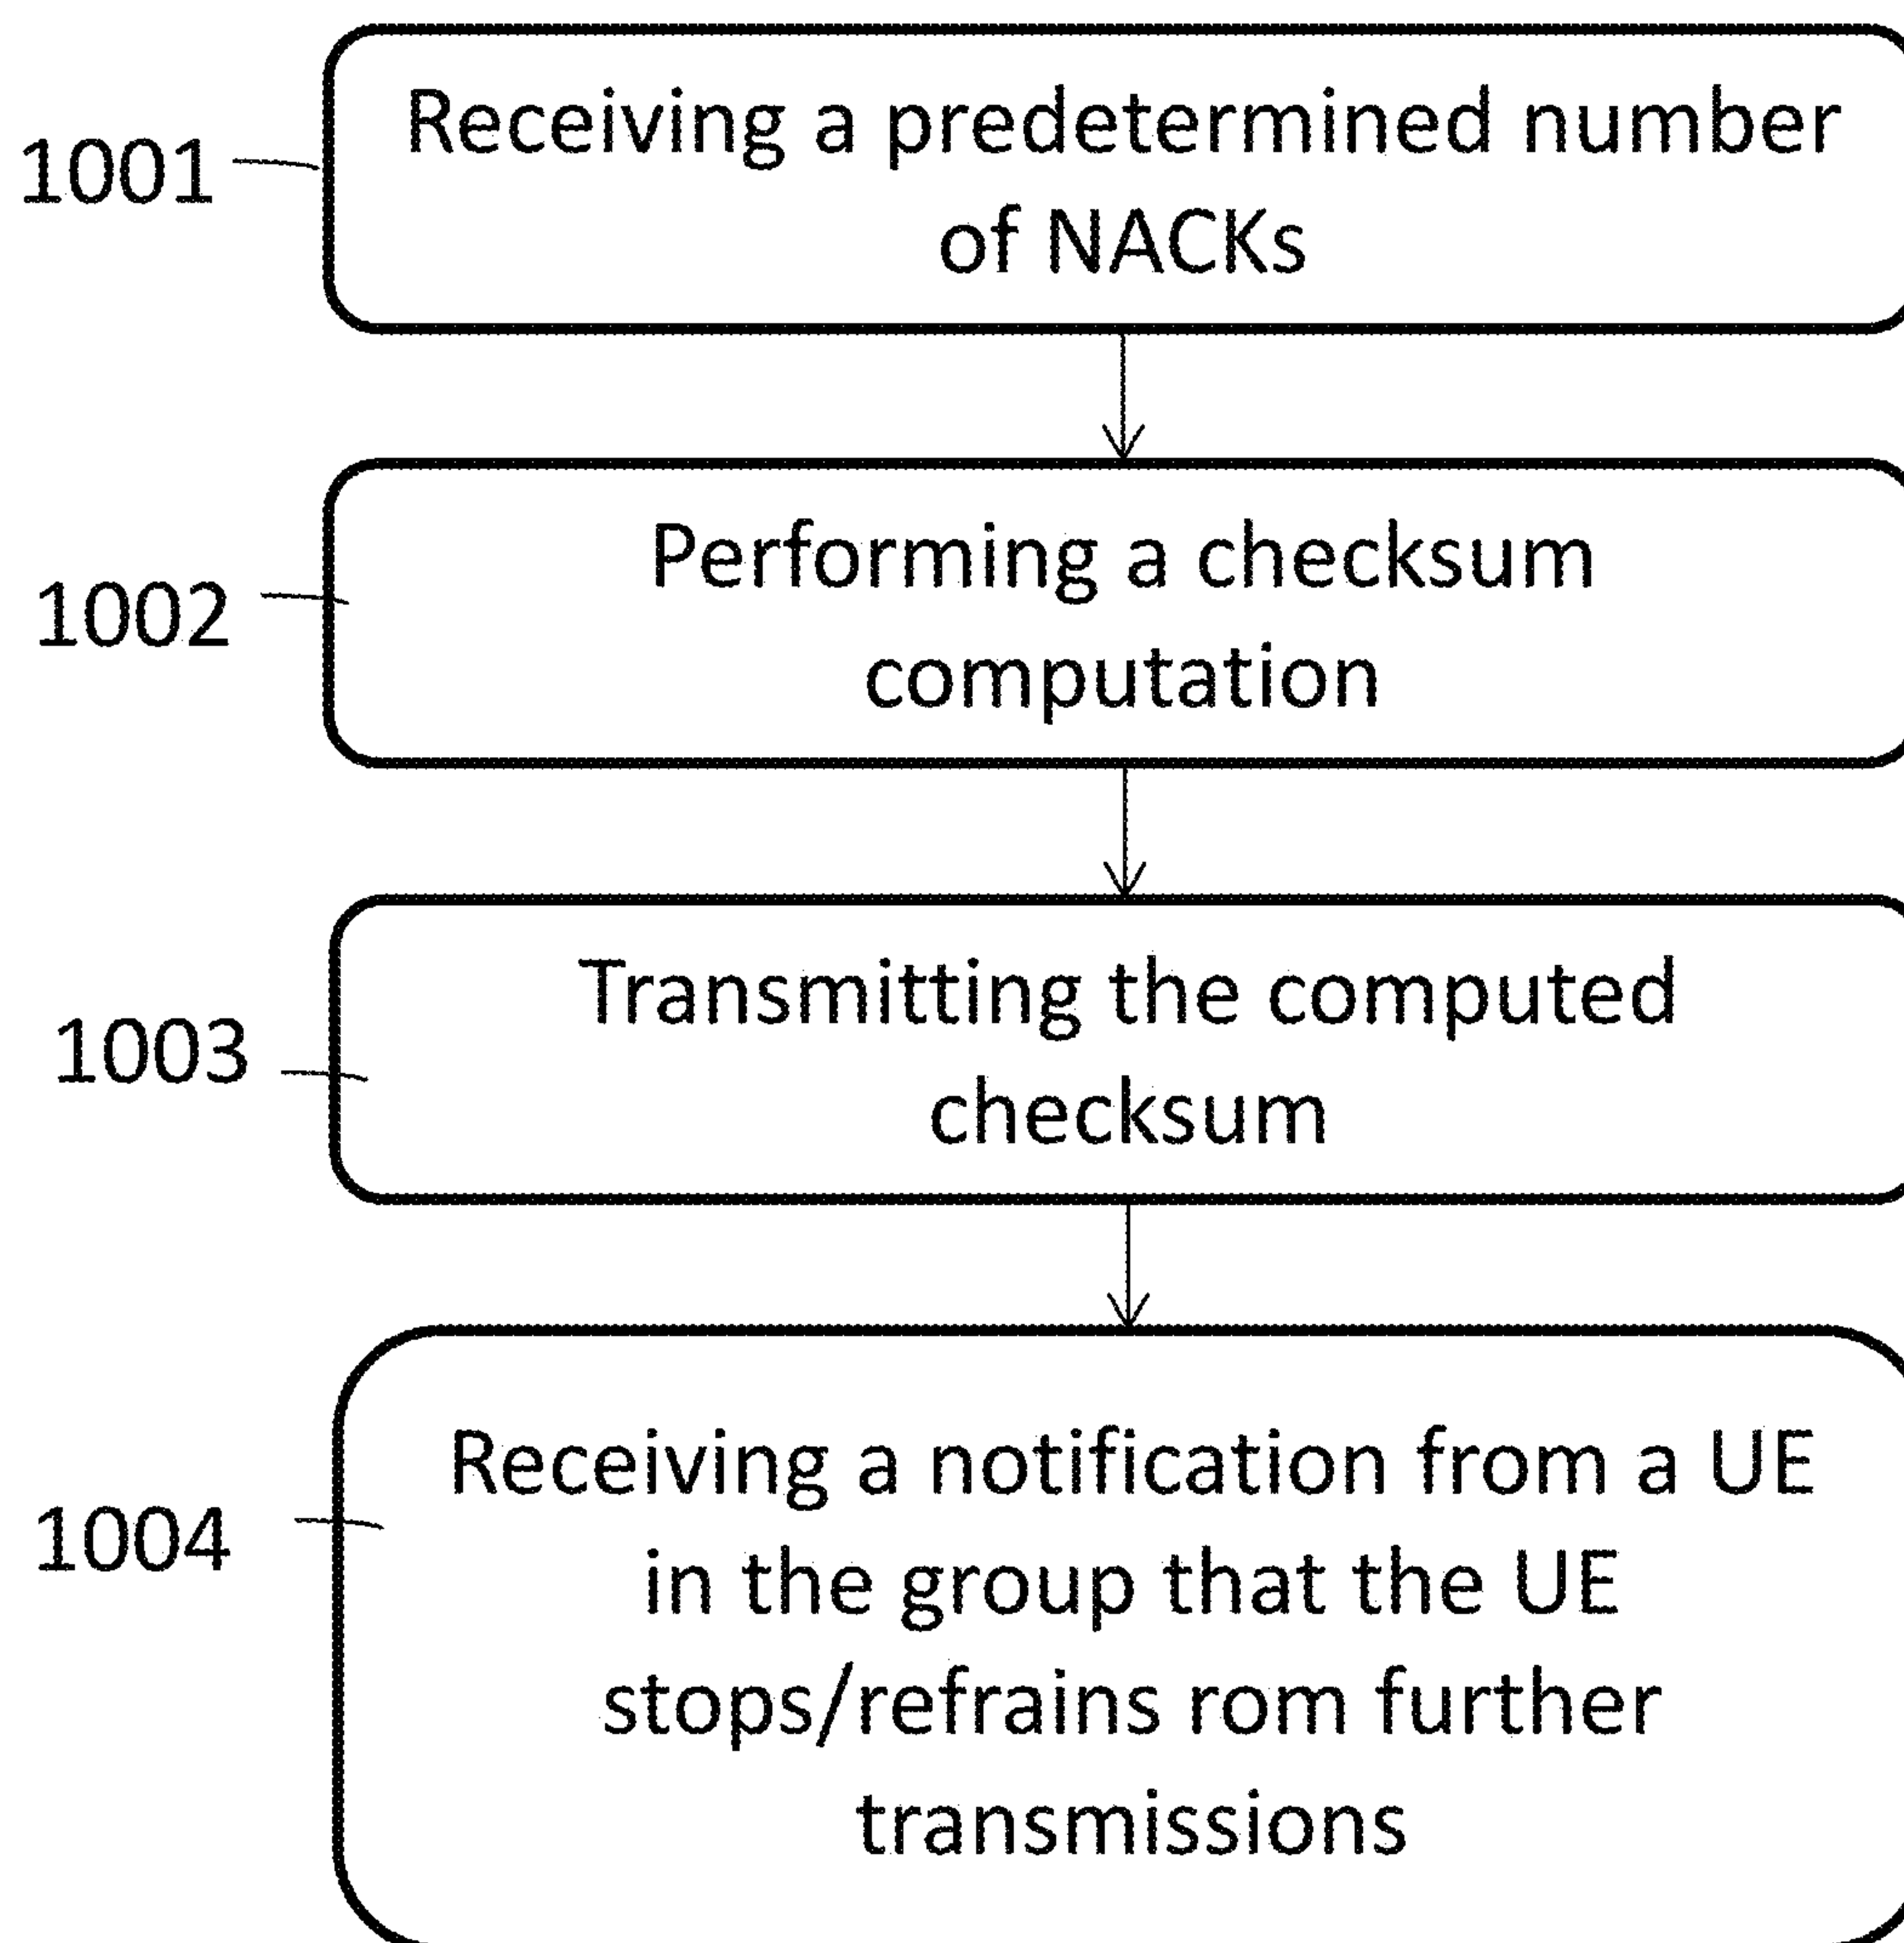 1001
Receiving a predetermined number
of NACKs
1002
Performing a checksum
computation
1003
Transmitting the computed
checksum
1004
Receiving a notification from a UE
in the group that the UE
stops/refrains rom further
transmissions